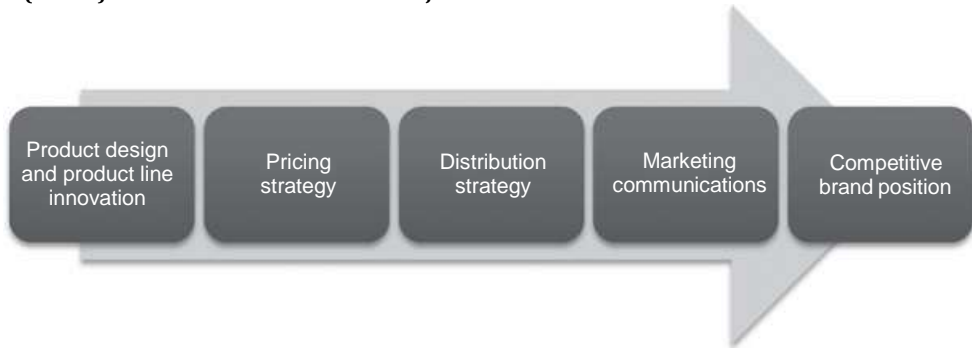 Product design
and product line
innovation
Pricing
strategy
Distribution
strategy
Marketing
communications
Competitive
brand position